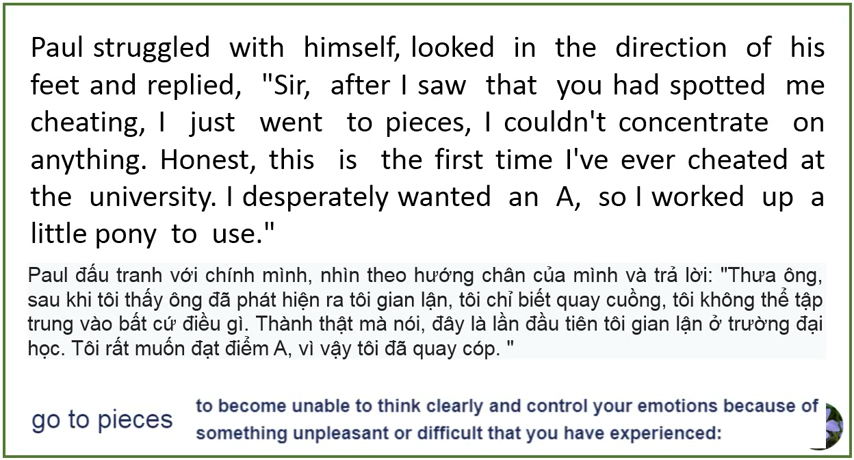 Paul struggled with himself, looked in the direction of his
feet and replied, "Sir, after I saw that you had spotted me
cheating, I just went to pieces, I couldn't concentrate on
anything. Honest, this is the first time I've ever cheated at
the university. I desperately wanted an A, so I worked up a
little pony to use."
Paul đấu tranh với chính mình, nhìn theo hướng chân của mình và trả lời: "Thưa ông,
sau khi tôi thấy ông đã phát hiện ra tôi gian lận, tôi chỉ biết quay cuồng, tôi không thể tập
trung vào bất cứ điều gì. Thành thật mà nói, đây là lần đầu tiên tôi gian lận ở trường đại
học. Tôi rất muốn đạt điểm A, vì vậy tôi đã quay cóp. "
go to pieces
to become unable to think clearly and control your emotions because of
something unpleasant or difficult that you have experienced: